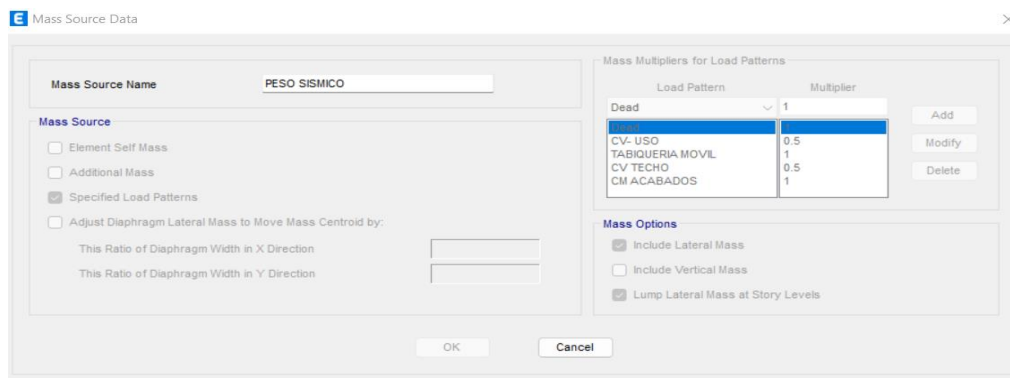 E Mass Source Data
Mass Source Name PESO SISMICO
Mass Source
Element Self Mass
Additional Mass
Specified Load Patterns
Adjust Diaphragm Lateral Mass to Move Mass Centroid by:
This Ratio of Diaphragm Width in X Direction
This Ratio of Diaphragm Width in Y Direction
Mass Multipliers for Load Patterns
Load Pattern Multiplier
Dead 1
Dead 1
CV- USO 0.5
TABIQUERIA MOVIL 1
CV TECHO 0.5
CM ACABADOS 1
Add
Modify
Delete
Mass Options
Include Lateral Mass
Include Vertical Mass
Lump Lateral Mass at Story Levels
OK Cancel